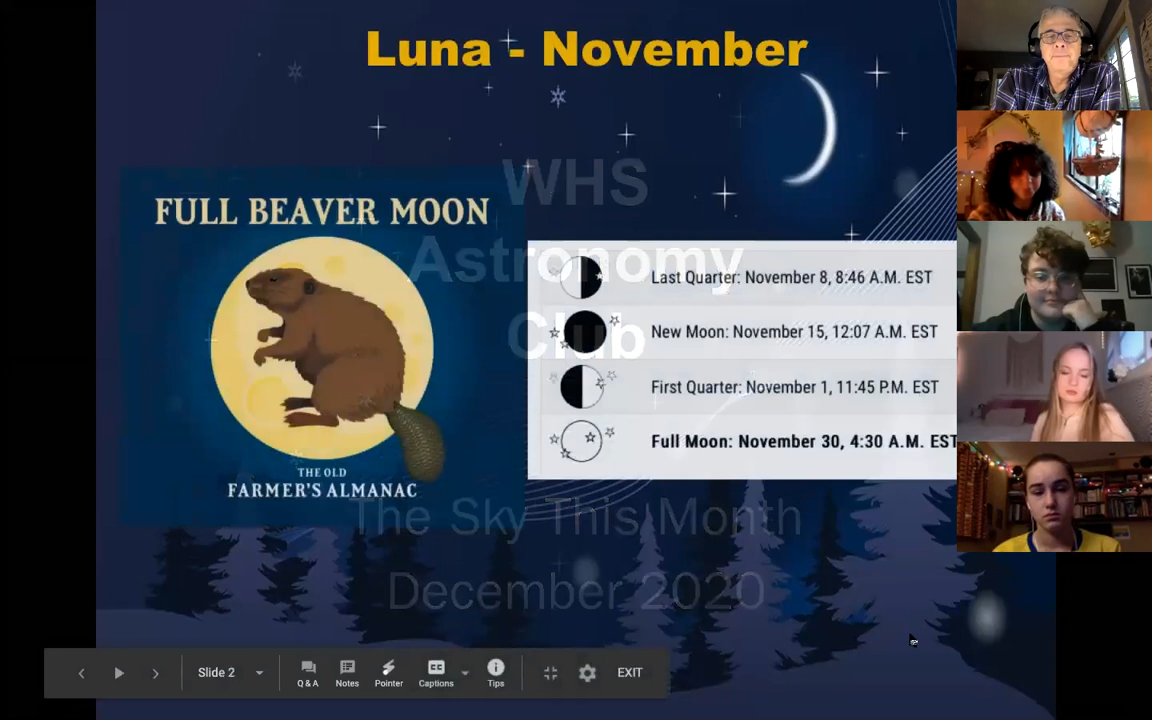 Luna - November
WHS
Astronomy
Club
The Sky This Month
December 2020
FULL BEAVER MOON
THE OLD
FARMER'S ALMANAC
Last Quarter: November 8, 8:46 A.M. EST
New Moon: November 15, 12:07 A.M. EST
First Quarter: November 1, 11:45 P.M. EST
Full Moon: November 30, 4:30 A.M. EST
Slide 2
Q & A
Notes
Pointer
Captions
Tips
EXIT
CC